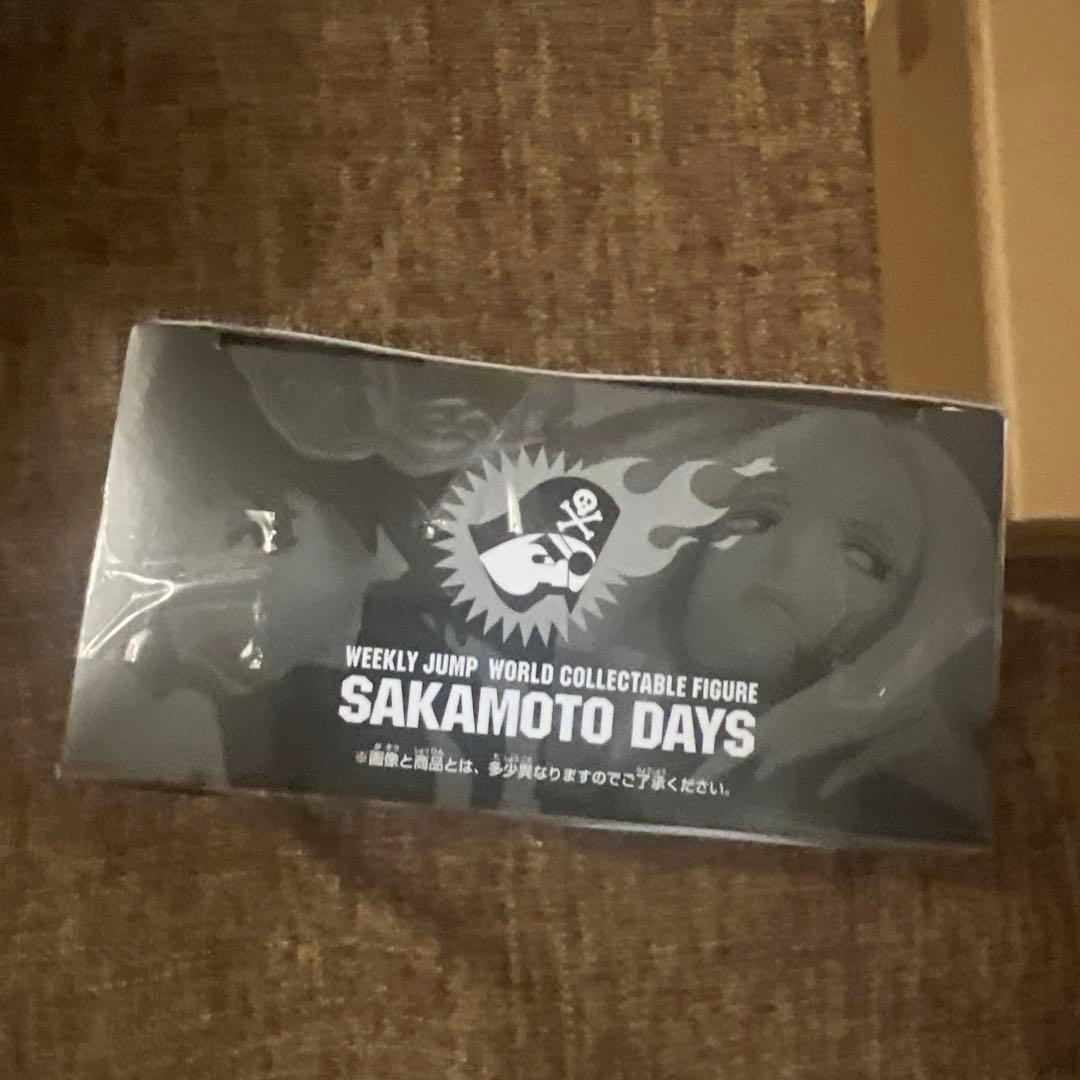 WEEKLY JUMP WORLD COLLECTABLE FIGURE
SAKAMOTO DAYS
※画像と商品とは、多少異なりますのでご了承ください。